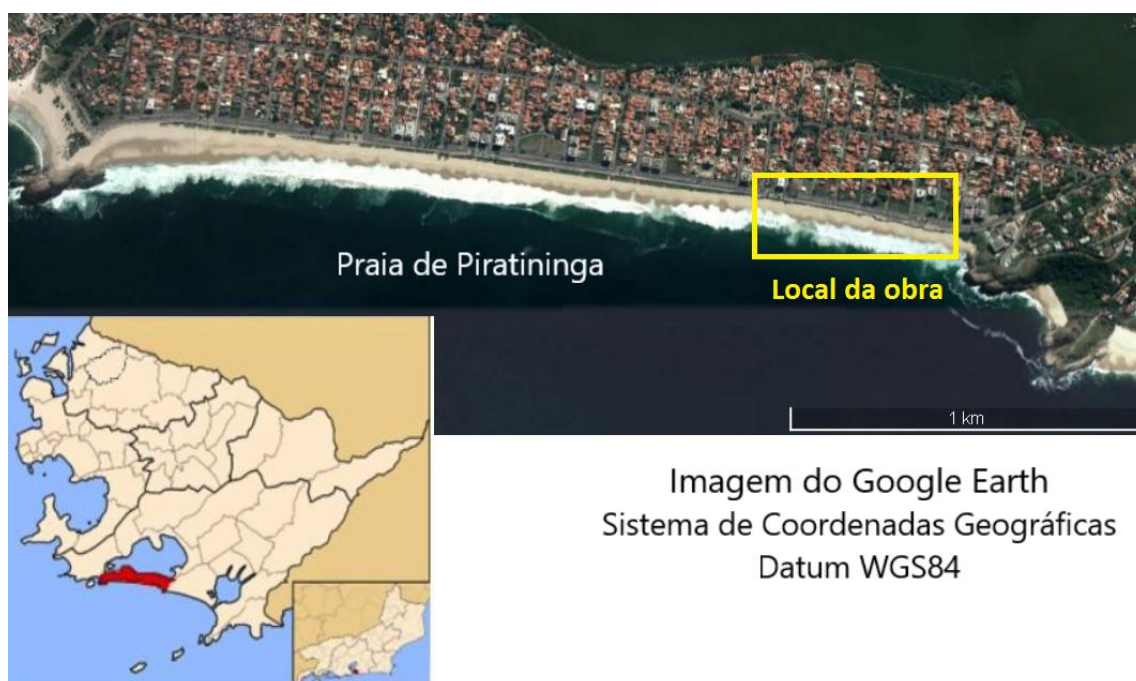 Praia de Piratininga
Local da obra
1 km
Imagem do Google Earth
Sistema de Coordenadas Geográficas
Datum WGS84